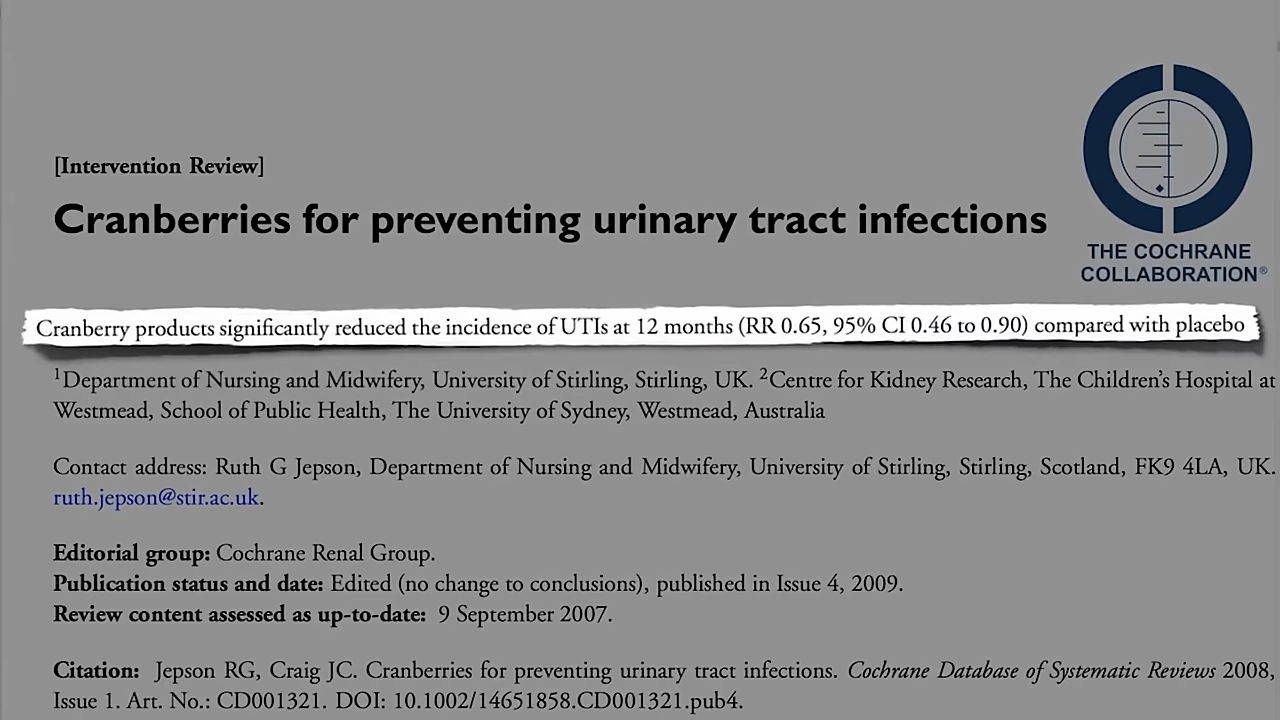 [Intervention Review]
Cranberries for preventing urinary tract infections
THE COCHRANE
COLLABORATION®
Cranberry products significantly reduced the incidence of UTIs at 12 months (RR 0.65, 95% CI 0.46 to 0.90) compared with placebo
1Department of Nursing and Midwifery, University of Stirling, Stirling, UK. 2Centre for Kidney Research, The Children's Hospital at
Westmead, School of Public Health, The University of Sydney, Westmead, Australia
Contact address: Ruth G Jepson, Department of Nursing and Midwifery, University of Stirling, Stirling, Scotland, FK9 4LA, UK.
ruth.jepson@stir.ac.uk.
Editorial group: Cochrane Renal Group.
Publication status and date: Edited (no change to conclusions), published in Issue 4, 2009.
Review content assessed as up-to-date: 9 September 2007.
Citation: Jepson RG, Craig JC. Cranberries for preventing urinary tract infections. Cochrane Database of Systematic Reviews 2008,
Issue 1. Art. No.: CD001321. DOI: 10.1002/14651858.CD001321.pub4.